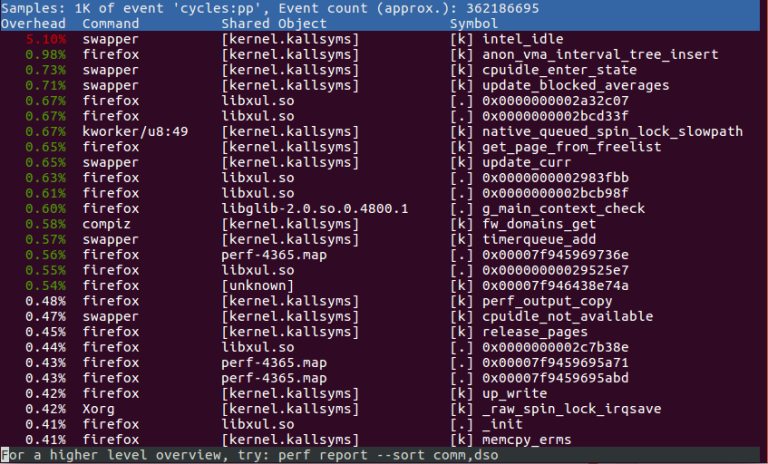 Samples: 1K of event 'cycles:pp', Event count (approx.): 362186695
Overhead  Command       Shared Object             Symbol
5.10%  swapper       [kernel.kallsyms]         [k] intel_idle
0.98%  firefox       [kernel.kallsyms]         [k] anon_vma_interval_tree_insert
0.73%  swapper       [kernel.kallsyms]         [k] cpuidle_enter_state
0.71%  swapper       [kernel.kallsyms]         [k] update_blocked_averages
0.67%  firefox       libxul.so                 [.] 0x0000000002a32c07
0.67%  firefox       libxul.so                 [.] 0x0000000002bcd33f
0.67%  kworker/u8:49 [kernel.kallsyms]         [k] native_queued_spin_lock_slowpath
0.65%  firefox       [kernel.kallsyms]         [k] get_page_from_freelist
0.65%  swapper       [kernel.kallsyms]         [k] update_curr
0.63%  firefox       libxul.so                 [.] 0x0000000002983fbb
0.61%  firefox       libxul.so                 [.] 0x0000000002bcb98f
0.60%  firefox       libglib-2.0.so.0.4800.1   [.] g_main_context_check
0.58%  compiz        [kernel.kallsyms]         [k] fw_domains_get
0.57%  swapper       [kernel.kallsyms]         [k] timerqueue_add
0.56%  firefox       perf-4365.map             [.] 0x00007f945969736e
0.55%  firefox       libxul.so                 [.] 0x00000000029525e7
0.54%  firefox       [unknown]                 [k] 0x00007f946438e74a
0.48%  firefox       [kernel.kallsyms]         [k] perf_output_copy
0.47%  swapper       [kernel.kallsyms]         [k] cpuidle_not_available
0.45%  firefox       [kernel.kallsyms]         [k] release_pages
0.44%  firefox       libxul.so                 [.] 0x0000000002c7b38e
0.43%  firefox       perf-4365.map             [.] 0x00007f9459695a71
0.43%  firefox       perf-4365.map             [.] 0x00007f9459695abd
0.42%  firefox       [kernel.kallsyms]         [k] up_write
0.42%  Xorg          [kernel.kallsyms]         [k] _raw_spin_lock_irqsave
0.41%  firefox       libxul.so                 [.] _init
0.41%  firefox       [kernel.kallsyms]         [k] memcpy_erms
For a higher level overview, try: perf report --sort comm,dso